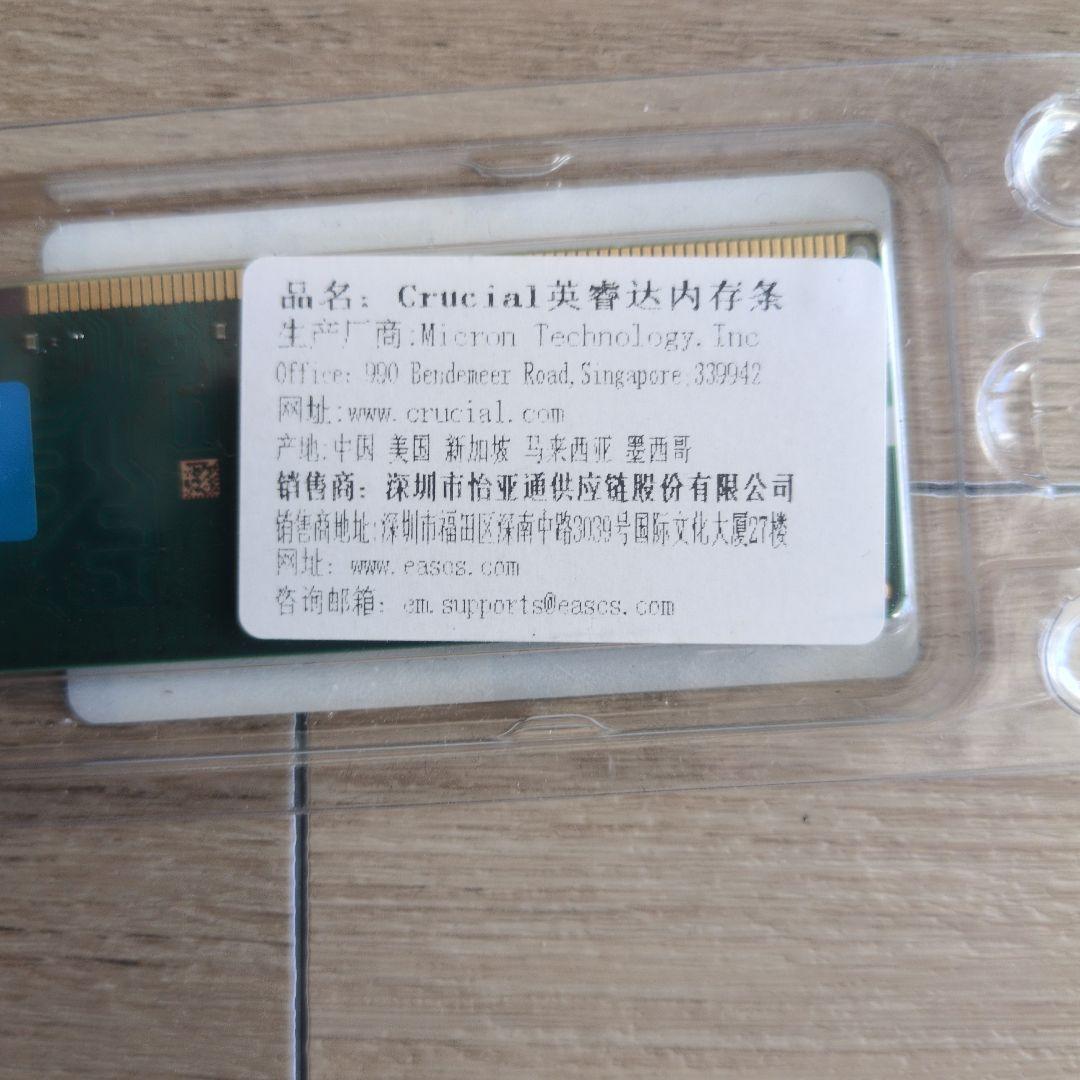 品名：Crucial英睿达内存条
生产厂商:Micron Technology.Inc
Office: 990 Bendemeer Road,Singapore 339942
网址:www.crucial.com
产地:中国 美国 新加坡 马来西亚 墨西哥
销售商：深圳市怡亚通供应链股份有限公司
销售商地址:深圳市福田区深南中路3039号国际文化大厦27楼
网址: www.eascs.com
咨询邮箱: em.supports@eascs.com